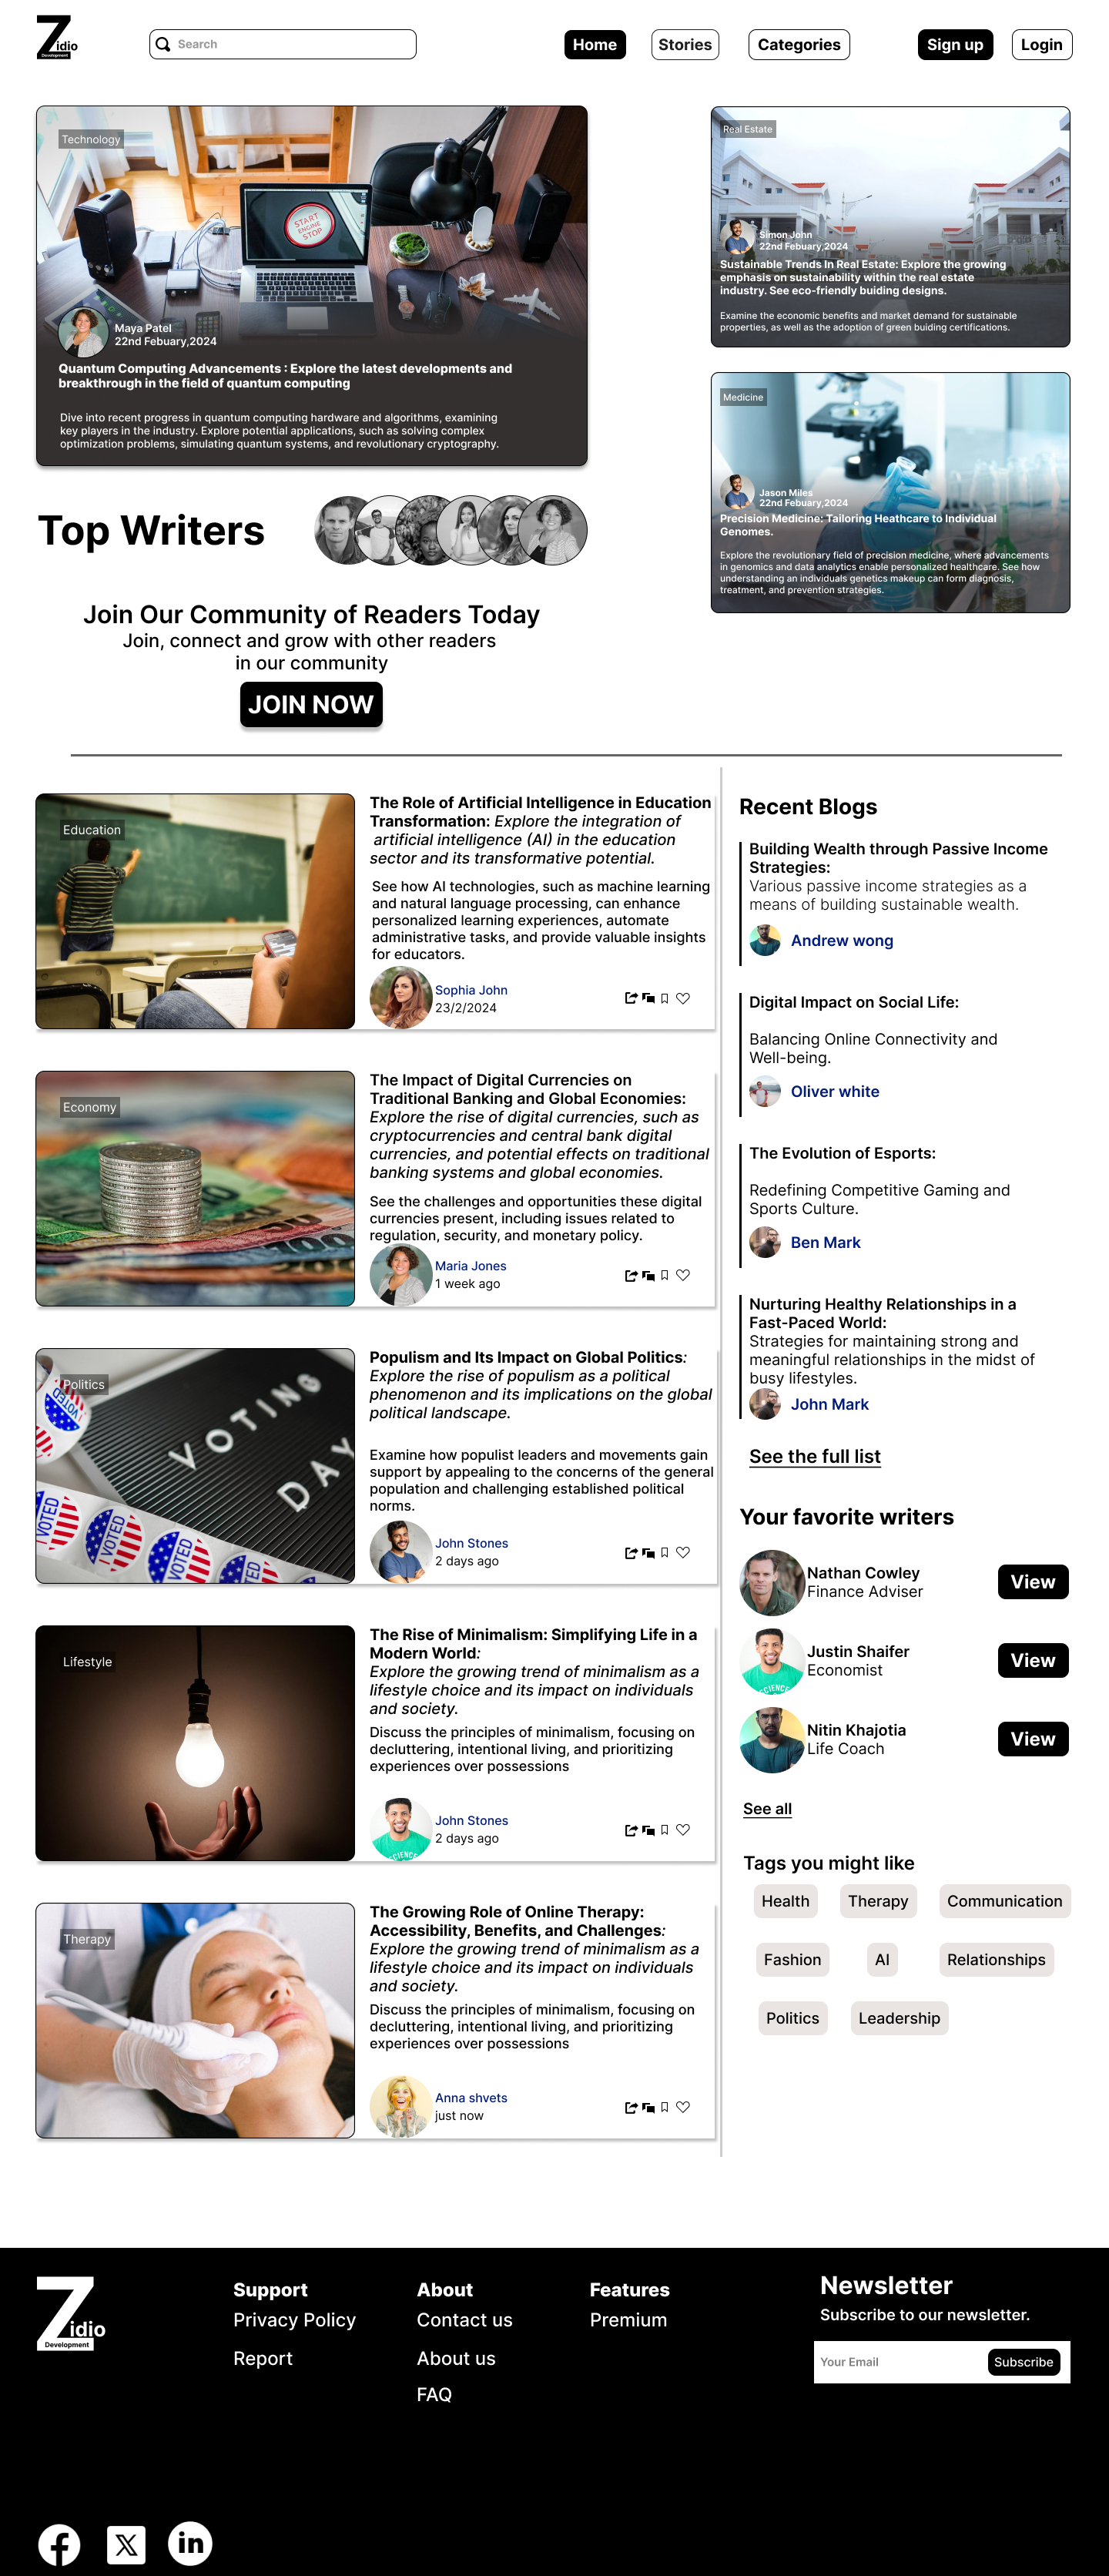 Zidio
Development
Search
Home
Stories
Categories
Sign up
Login
Technology
START
ENGINE
STOP
Maya Patel
22nd Febuary,2024
Quantum Computing Advancements : Explore the latest developments and
breakthrough in the field of quantum computing
Dive into recent progress in quantum computing hardware and algorithms, examining
key players in the industry. Explore potential applications, such as solving complex
optimization problems, simulating quantum systems, and revolutionary cryptography.
Real Estate
Simon John
22nd Febuary,2024
Sustainable Trends In Real Estate: Explore the growing
emphasis on sustainability within the real estate
industry. See eco-friendly buiding designs.
Examine the economic benefits and market demand for sustainable
properties, as well as the adoption of green buiding certifications.
Medicine
Jason Miles
22nd Febuary,2024
Precision Medicine: Tailoring Heathcare to Individual
Genomes.
Explore the revolutionary field of precision medicine, where advancements
in genomics and data analytics enable personalized healthcare. See how
understanding an individuals genetics makeup can form diagnosis,
treatment, and prevention strategies.
Top Writers
Join Our Community of Readers Today
Join, connect and grow with other readers
in our community
JOIN NOW
Education
The Role of Artificial Intelligence in Education
Transformation: Explore the integration of
artificial intelligence (AI) in the education
sector and its transformative potential.
See how AI technologies, such as machine learning
and natural language processing, can enhance
personalized learning experiences, automate
administrative tasks, and provide valuable insights
for educators.
Sophia John
23/2/2024
Economy
The Impact of Digital Currencies on
Traditional Banking and Global Economies:
Explore the rise of digital currencies, such as
cryptocurrencies and central bank digital
currencies, and potential effects on traditional
banking systems and global economies.
See the challenges and opportunities these digital
currencies present, including issues related to
regulation, security, and monetary policy.
Maria Jones
1 week ago
Politics
VOTING
DAY
I VOTED
I VOTED
I VOTED
I VOTED
I VOTED
Populism and Its Impact on Global Politics:
Explore the rise of populism as a political
phenomenon and its implications on the global
political landscape.
Examine how populist leaders and movements gain
support by appealing to the concerns of the general
population and challenging established political
norms.
John Stones
2 days ago
Lifestyle
The Rise of Minimalism: Simplifying Life in a
Modern World:
Explore the growing trend of minimalism as a
lifestyle choice and its impact on individuals
and society.
Discuss the principles of minimalism, focusing on
decluttering, intentional living, and prioritizing
experiences over possessions
SCIENCE
John Stones
2 days ago
Therapy
The Growing Role of Online Therapy:
Accessibility, Benefits, and Challenges:
Explore the growing trend of minimalism as a
lifestyle choice and its impact on individuals
and society.
Discuss the principles of minimalism, focusing on
decluttering, intentional living, and prioritizing
experiences over possessions
Anna shvets
just now
Recent Blogs
Building Wealth through Passive Income
Strategies:
Various passive income strategies as a
means of building sustainable wealth.
Andrew wong
Digital Impact on Social Life:
Balancing Online Connectivity and
Well-being.
Oliver white
The Evolution of Esports:
Redefining Competitive Gaming and
Sports Culture.
Ben Mark
Nurturing Healthy Relationships in a
Fast-Paced World:
Strategies for maintaining strong and
meaningful relationships in the midst of
busy lifestyles.
John Mark
See the full list
Your favorite writers
Nathan Cowley
Finance Adviser
View
Justin Shaifer
Economist
View
SCIENCE
Nitin Khajotia
Life Coach
View
See all
Tags you might like
Health
Therapy
Communication
Fashion
AI
Relationships
Politics
Leadership
Zidio
Development
Support
Privacy Policy
Report
About
Contact us
About us
FAQ
Features
Premium
Newsletter
Subscribe to our newsletter.
Your Email
Subscribe
f
X
in